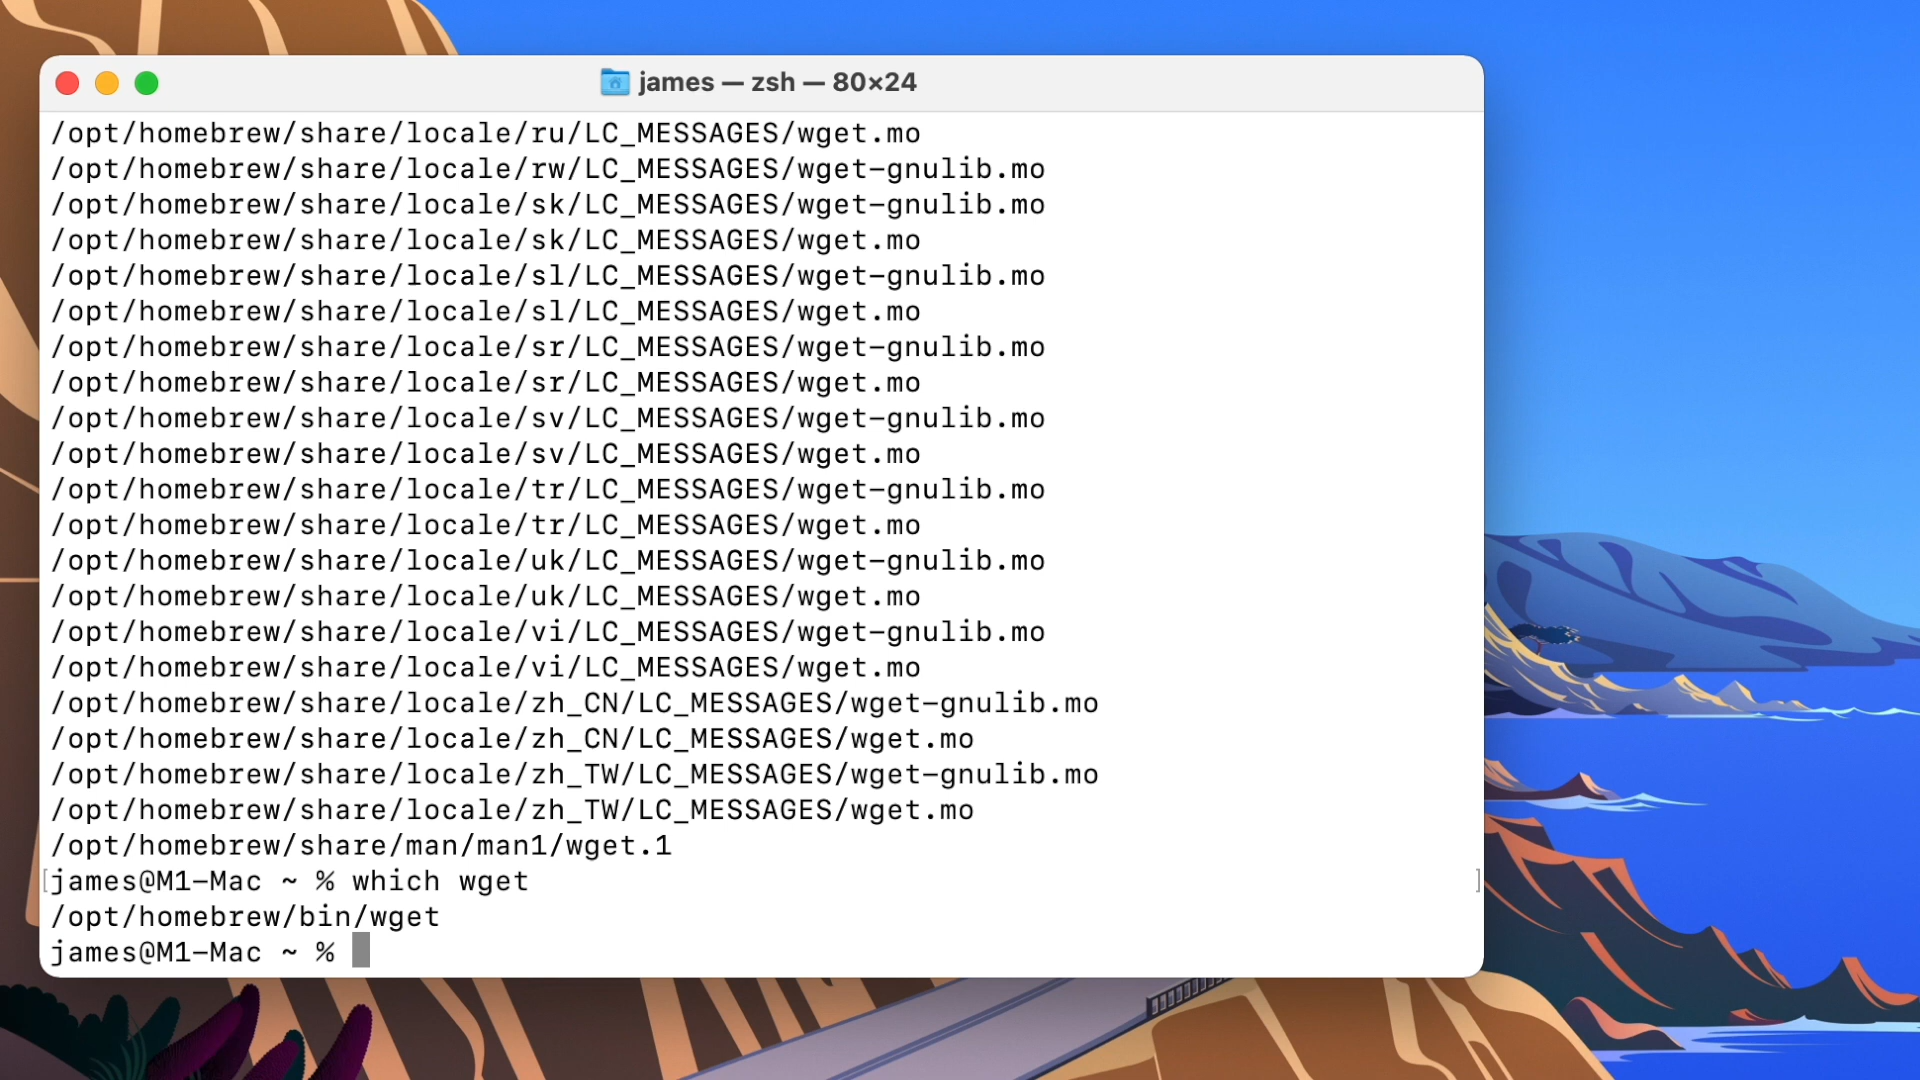 james — zsh — 80×24
/opt/homebrew/share/locale/ru/LC_MESSAGES/wget.mo
/opt/homebrew/share/locale/rw/LC_MESSAGES/wget-gnulib.mo
/opt/homebrew/share/locale/sk/LC_MESSAGES/wget-gnulib.mo
/opt/homebrew/share/locale/sk/LC_MESSAGES/wget.mo
/opt/homebrew/share/locale/sl/LC_MESSAGES/wget-gnulib.mo
/opt/homebrew/share/locale/sl/LC_MESSAGES/wget.mo
/opt/homebrew/share/locale/sr/LC_MESSAGES/wget-gnulib.mo
/opt/homebrew/share/locale/sr/LC_MESSAGES/wget.mo
/opt/homebrew/share/locale/sv/LC_MESSAGES/wget-gnulib.mo
/opt/homebrew/share/locale/sv/LC_MESSAGES/wget.mo
/opt/homebrew/share/locale/tr/LC_MESSAGES/wget-gnulib.mo
/opt/homebrew/share/locale/tr/LC_MESSAGES/wget.mo
/opt/homebrew/share/locale/uk/LC_MESSAGES/wget-gnulib.mo
/opt/homebrew/share/locale/uk/LC_MESSAGES/wget.mo
/opt/homebrew/share/locale/vi/LC_MESSAGES/wget-gnulib.mo
/opt/homebrew/share/locale/vi/LC_MESSAGES/wget.mo
/opt/homebrew/share/locale/zh_CN/LC_MESSAGES/wget-gnulib.mo
/opt/homebrew/share/locale/zh_CN/LC_MESSAGES/wget.mo
/opt/homebrew/share/locale/zh_TW/LC_MESSAGES/wget-gnulib.mo
/opt/homebrew/share/locale/zh_TW/LC_MESSAGES/wget.mo
/opt/homebrew/share/man/man1/wget.1
[james@M1-Mac ~ % which wget ]
/opt/homebrew/bin/wget
james@M1-Mac ~ %